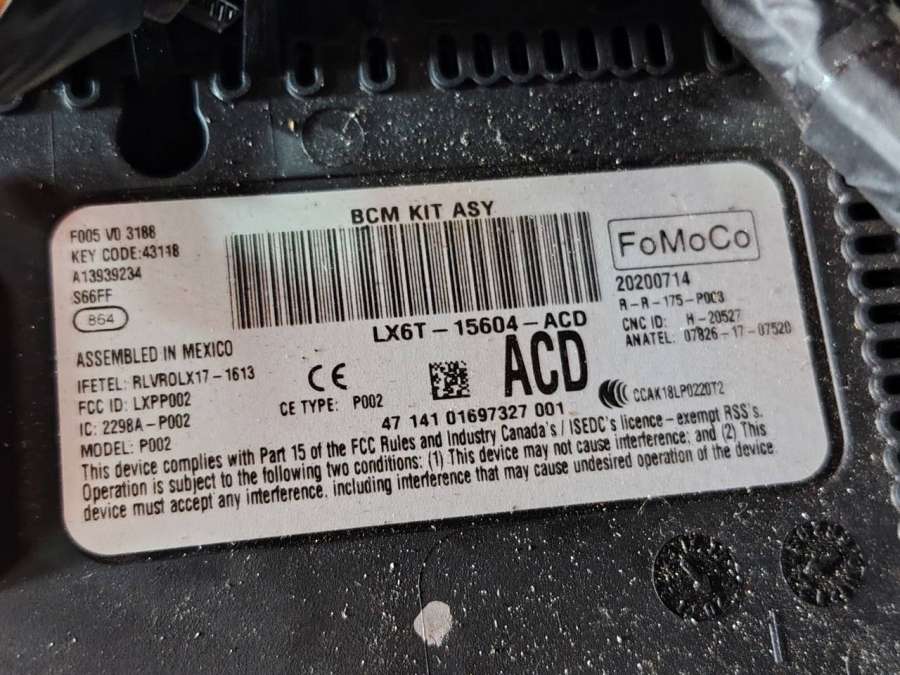 BCM KIT ASY
F005 V0 3188
KEY CODE:43118
A13939234
S66FF
864
FoMoCo
20200714
R-R-175-P0C3
CNC ID: H-20527
ANATEL: 07826-17-07520
LX6T-15604-ACD
ACD
ASSEMBLED IN MEXICO
IFETEL: RLVROLX17-1613
FCC ID: LXPP002
IC: 2298A-P002
MODEL: P002
CE
CE TYPE: P002
CCAK18LP0220T2
47 141 01697327 001
This device complies with Part 15 of the FCC Rules and Industry Canada's / ISEDC's licence-exempt RSS's.
Operation is subject to the following two conditions: (1) This device may not cause interference; and (2) This
device must accept any interference, including interference that may cause undesired operation of the device.